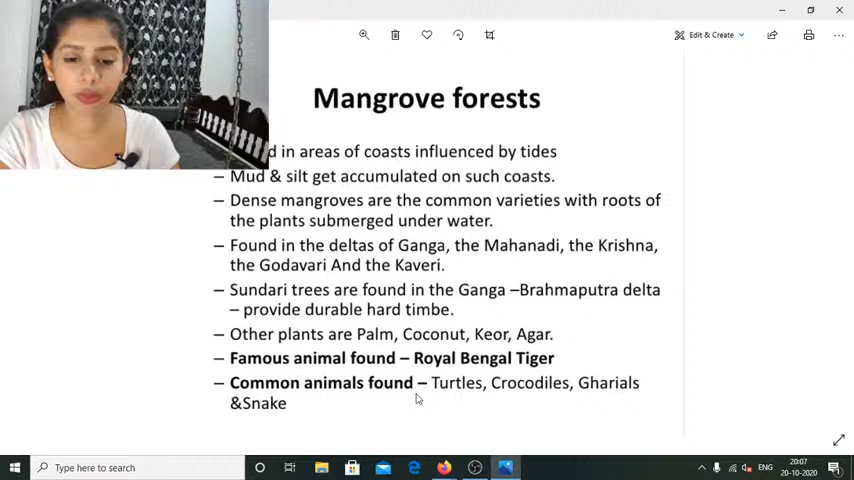 Edit & Create
Mangrove forests
in areas of coasts influenced by tides
– Mud & silt get accumulated on such coasts.
– Dense mangroves are the common varieties with roots of
the plants submerged under water.
– Found in the deltas of Ganga, the Mahanadi, the Krishna,
the Godavari And the Kaveri.
– Sundari trees are found in the Ganga –Brahmaputra delta
– provide durable hard timbe.
– Other plants are Palm, Coconut, Keor, Agar.
– Famous animal found – Royal Bengal Tiger
– Common animals found – Turtles, Crocodiles, Gharials
&Snake
Type here to search
ENG
20:07
20-10-2020